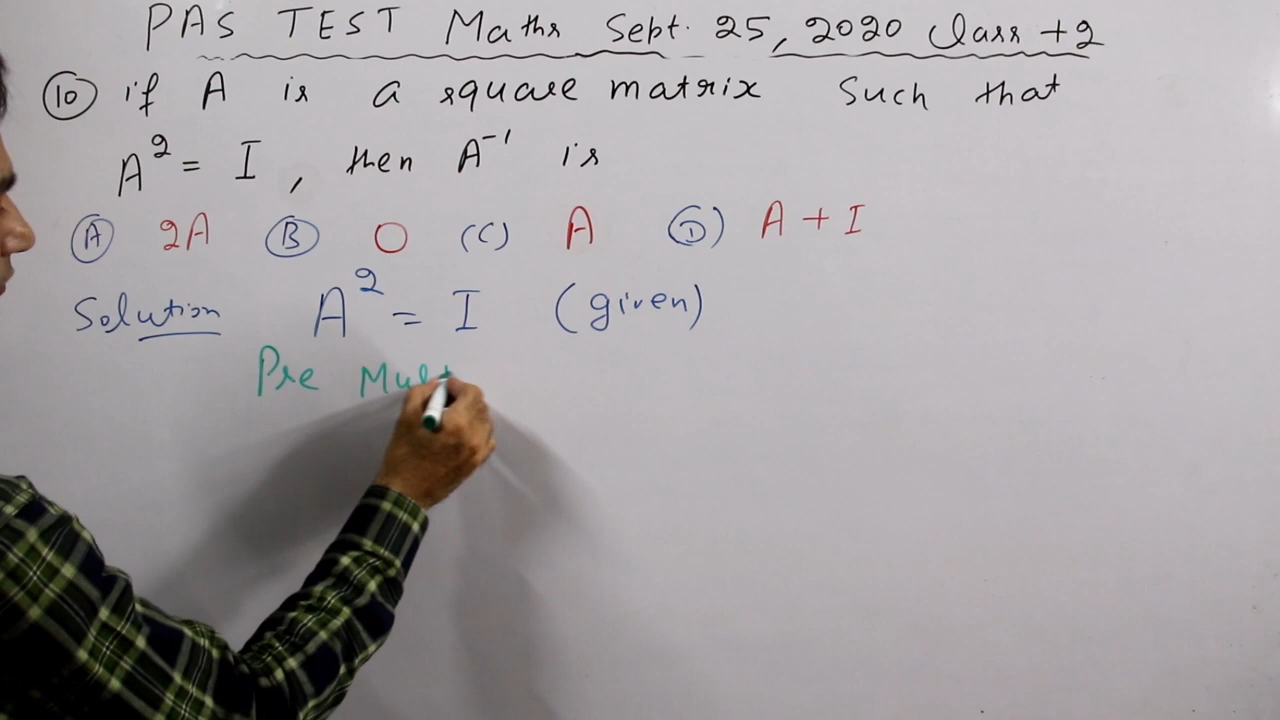 PAS TEST Maths Sept. 25, 2020 Class +2
(10) if A is a square matrix such that
A² = I, then A⁻¹ is
(A) 2A (B) O (C) A (D) A + I
Solution A² = I (given)
Pre Mult